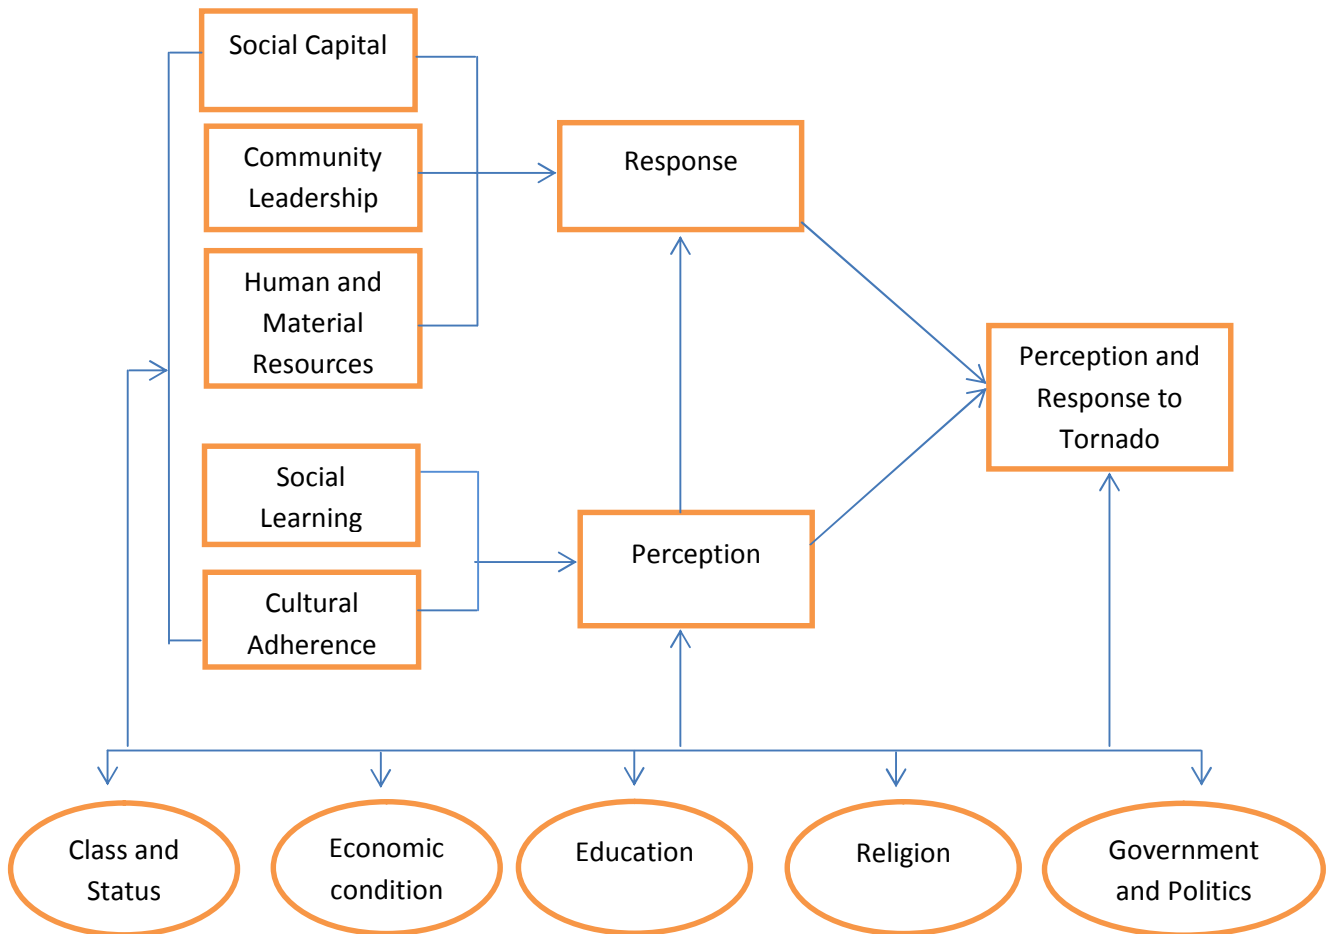 Social Capital
Community
Leadership
Response
Human and
Material
Resources
Perception and
Response to
Tornado
Social
Learning
Perception
Cultural
Adherence
Class and
Status
Economic
condition
Education
Religion
Government
and Politics